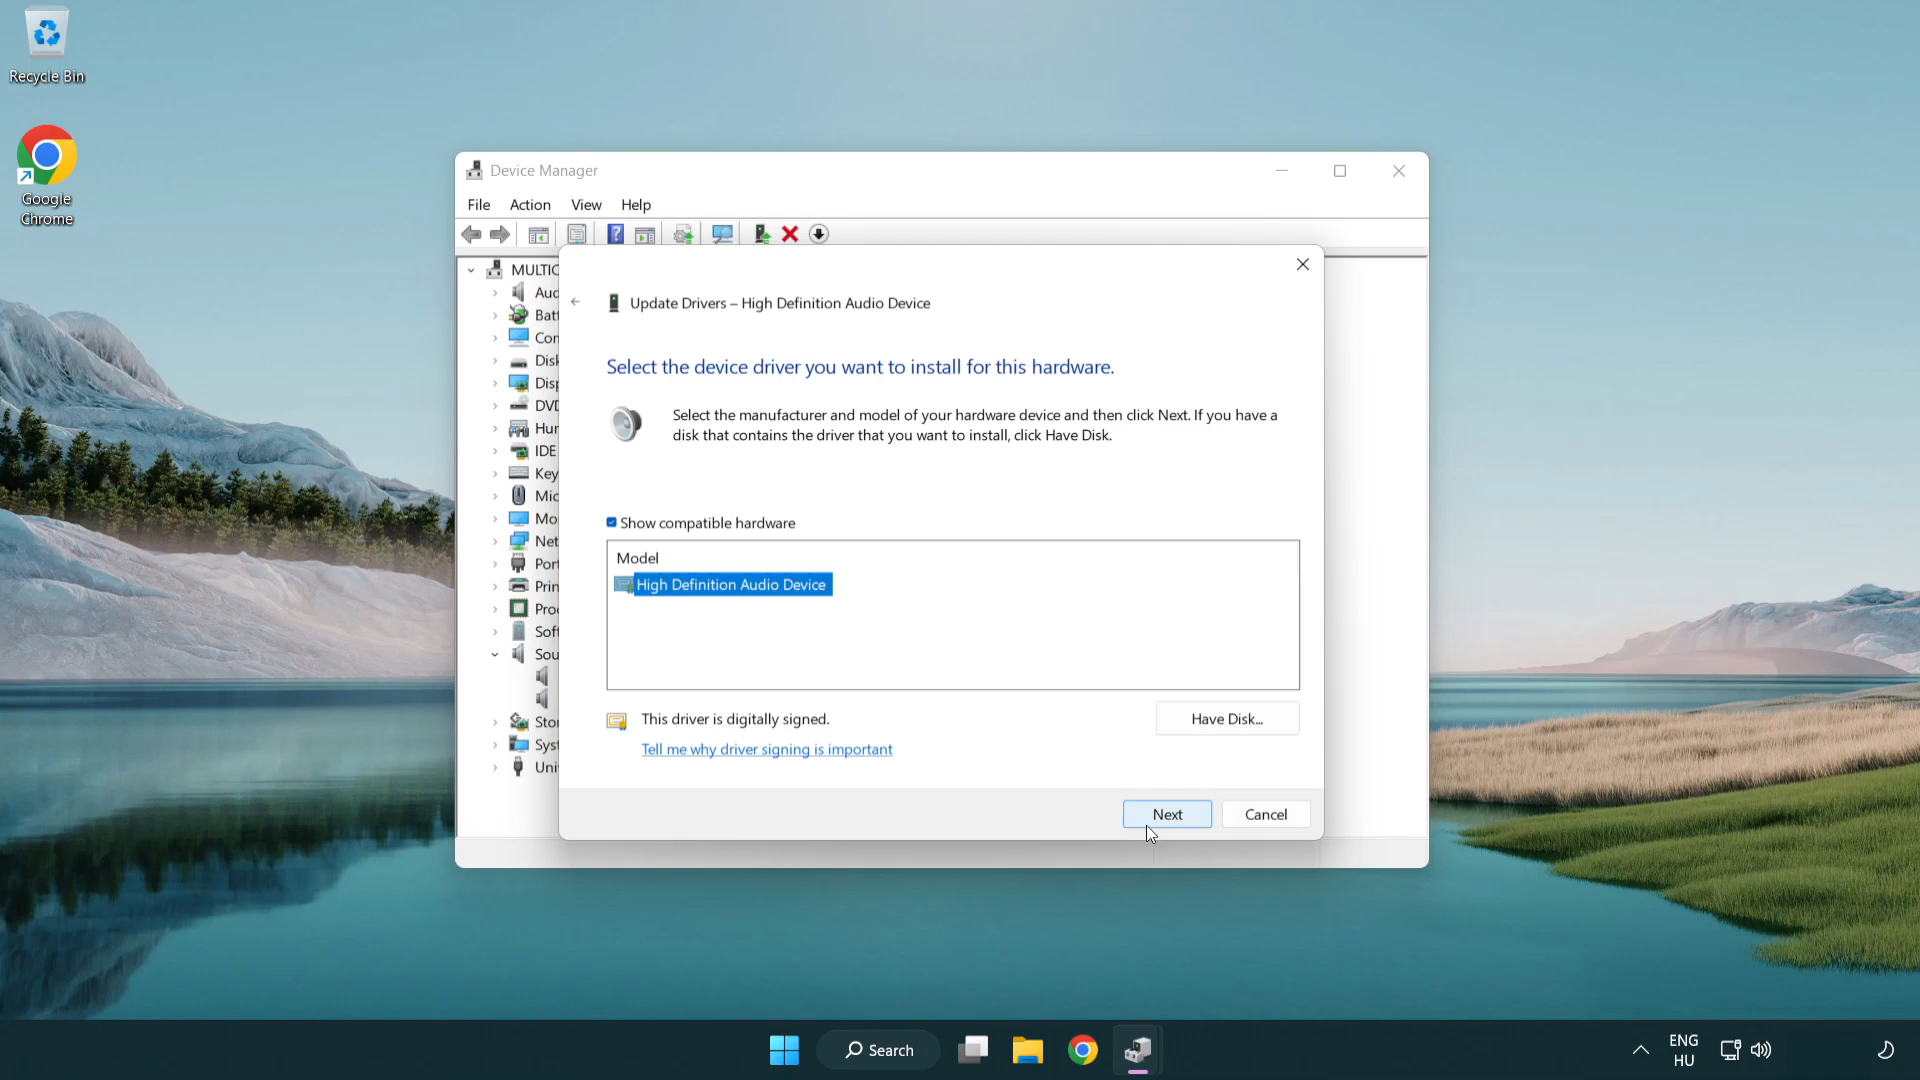 Recycle Bin
Google
Chrome
Device Manager
File Action View Help
MULTIC
Aud
Batt
Con
Disk
Disp
DVD
Hur
IDE
Key
Mic
Mo
Net
Port
Prin
Proc
Soft
Sou
Stor
Syst
Uni
Update Drivers – High Definition Audio Device
Select the device driver you want to install for this hardware.
Select the manufacturer and model of your hardware device and then click Next. If you have a
disk that contains the driver that you want to install, click Have Disk.
Show compatible hardware
Model
High Definition Audio Device
This driver is digitally signed.
Have Disk...
Tell me why driver signing is important
Next
Cancel
Search
ENG
HU